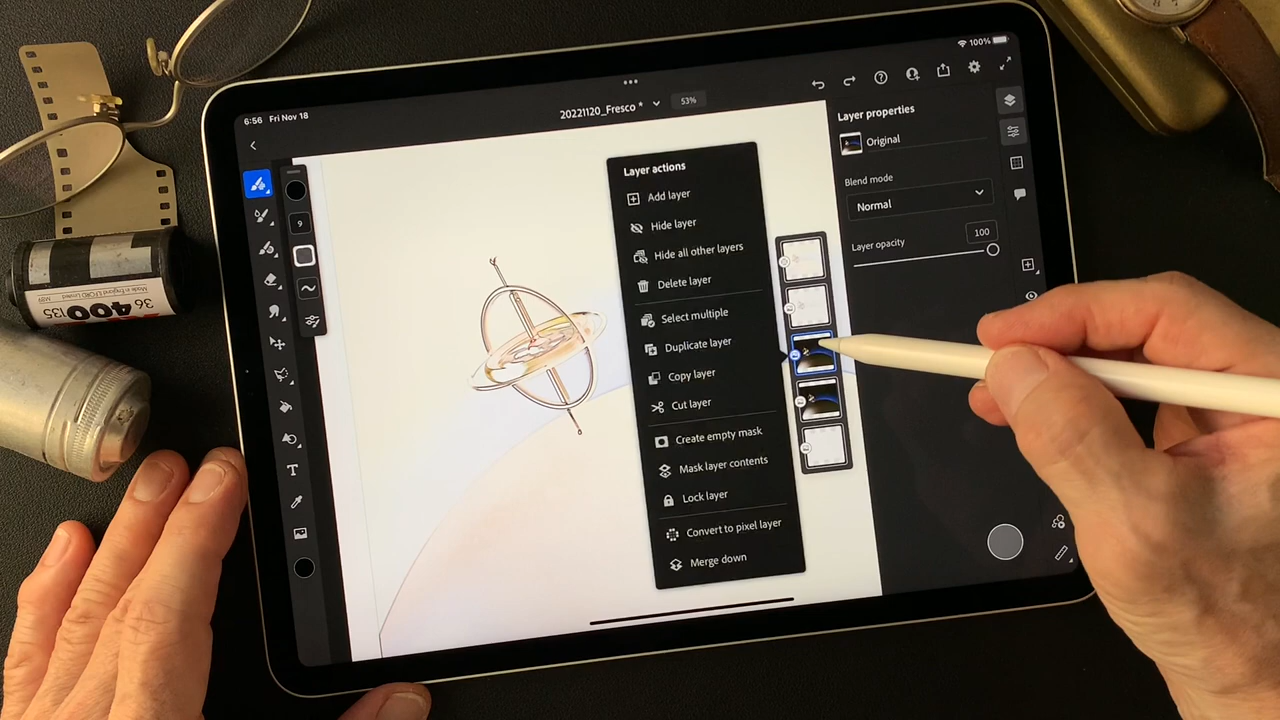 6:56 Fri Nov 18
100%
20221120_Fresco *
53%
Layer properties
Original
Blend mode
Normal
Layer opacity
100
9
Layer actions
Add layer
Hide layer
Hide all other layers
Delete layer
Select multiple
Duplicate layer
Copy layer
Cut layer
Create empty mask
Mask layer contents
Lock layer
Convert to pixel layer
Merge down
T
36
400
135